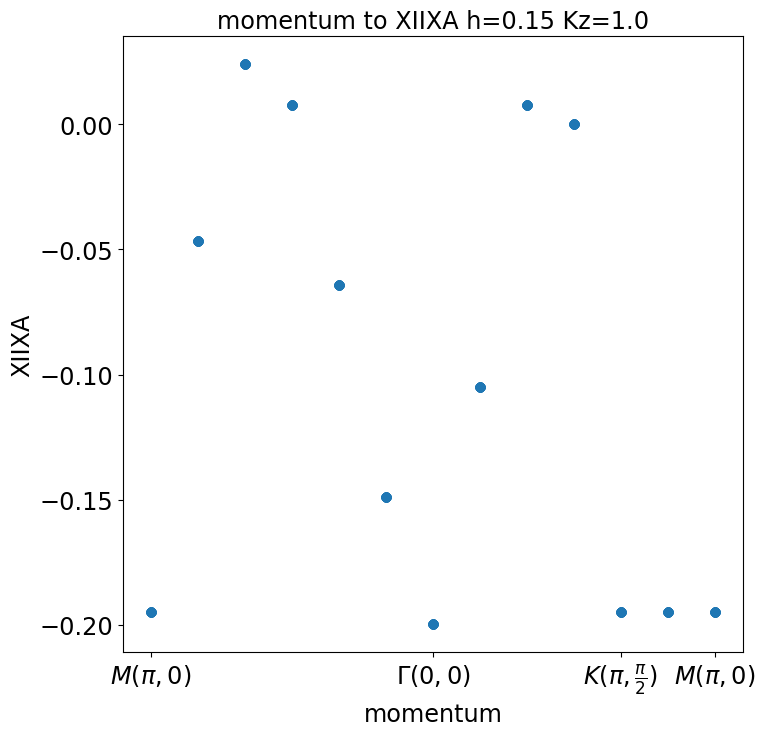 momentum to XIIXA h=0.15 Kz=1.0
XIIXA
0.00
−0.05
−0.10
−0.15
−0.20
M(π, 0)
Γ(0, 0)
K(π, π/2)
M(π, 0)
momentum